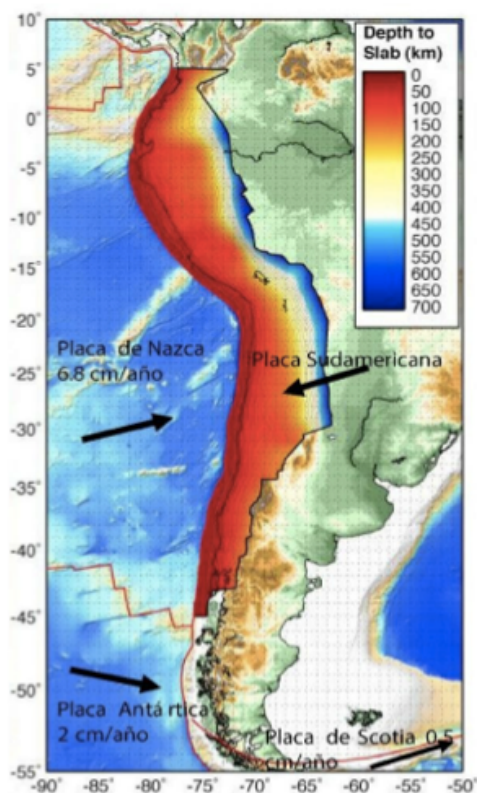 Depth to
Slab (km)
0
50
100
150
200
250
300
350
400
450
500
550
600
650
700
10°
5°
0°
-5°
-10°
-15°
-20°
-25°
-30°
-35°
-40°
-45°
-50°
-55°
Placa de Nazca
6.8 cm/año
Placa Sudamericana
Placa Antártica
2 cm/año
Placa de Scotia 0.5
cm/año
-90° -85° -80° -75° -70° -65° -60° -55° -50°